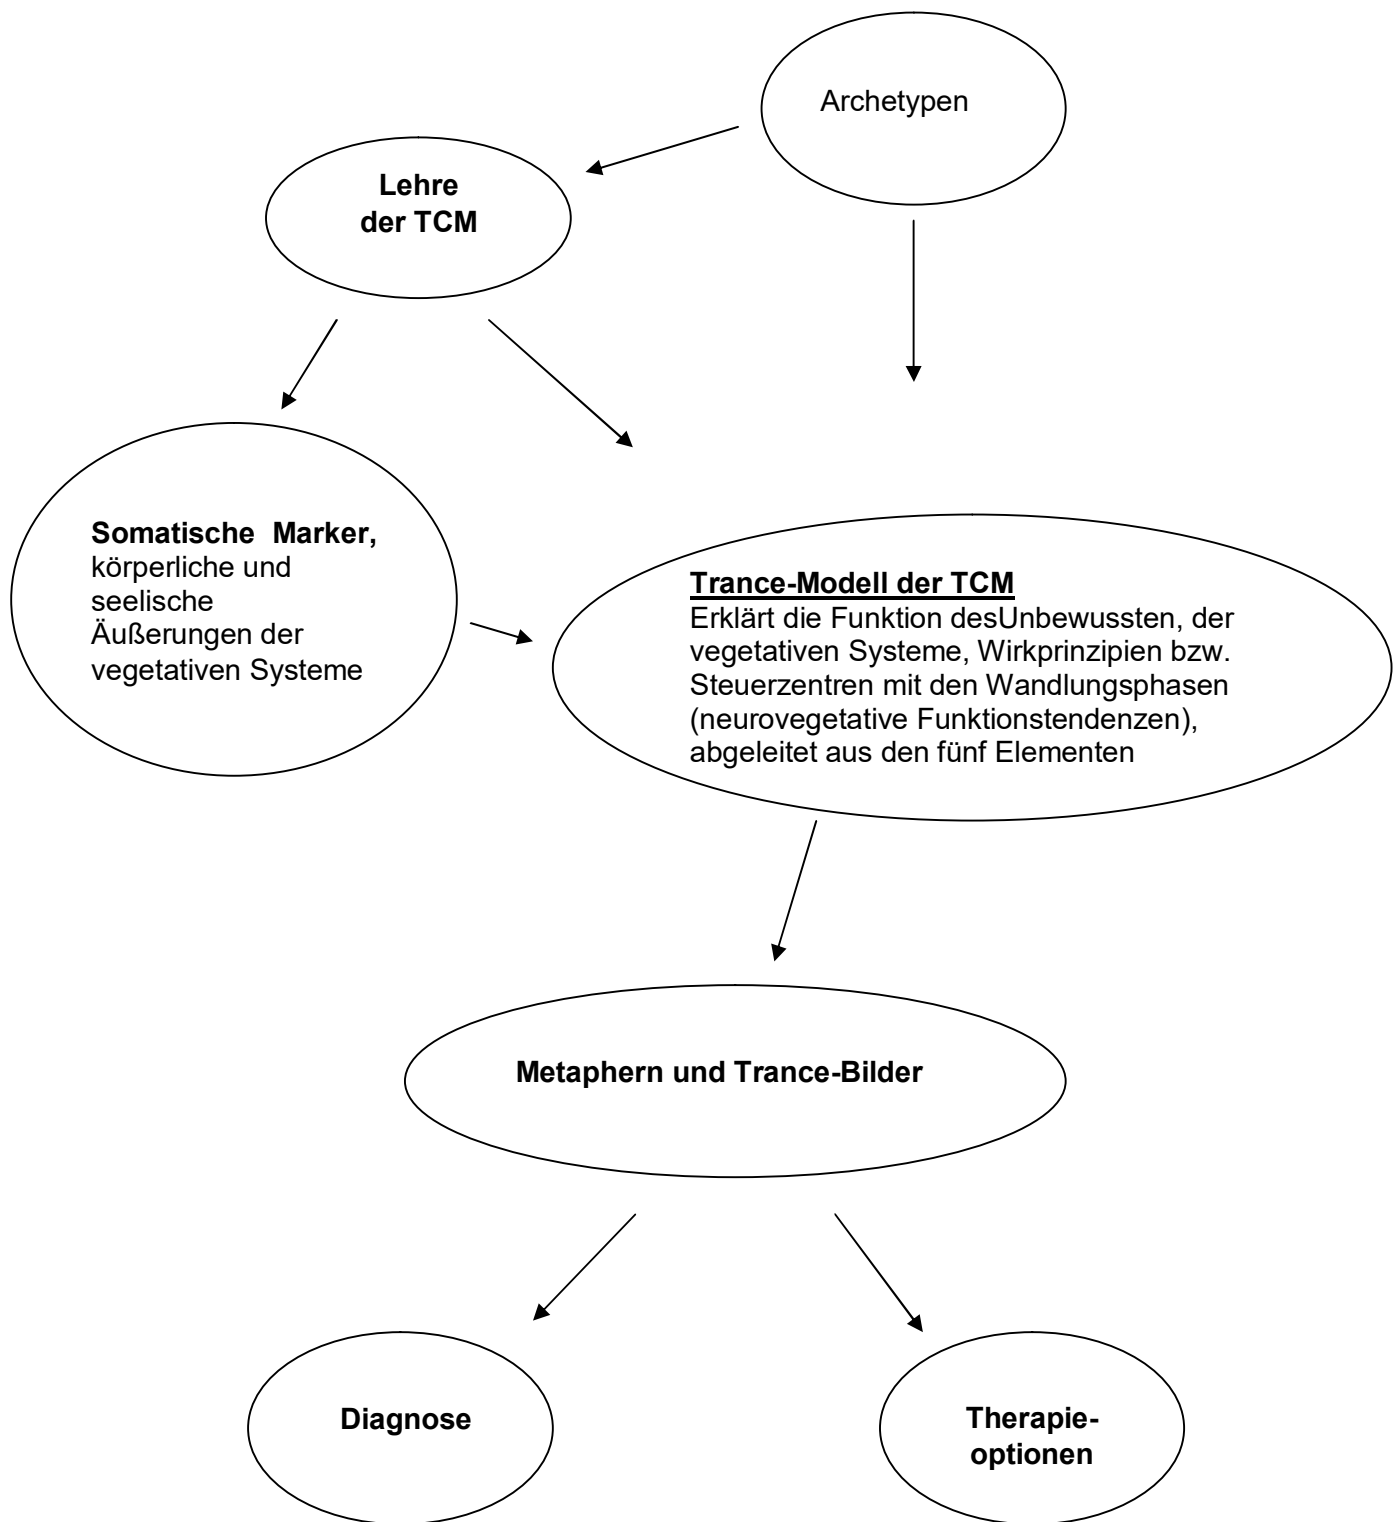 Archetypen
Lehre
der TCM
Somatische Marker,
körperliche und
seelische
Äußerungen der
vegetativen Systeme
Trance-Modell der TCM
Erklärt die Funktion desUnbewussten, der
vegetativen Systeme, Wirkprinzipien bzw.
Steuerzentren mit den Wandlungsphasen
(neurovegetative Funktionstendenzen),
abgeleitet aus den fünf Elementen
Metaphern und Trance-Bilder
Diagnose
Therapie-
optionen